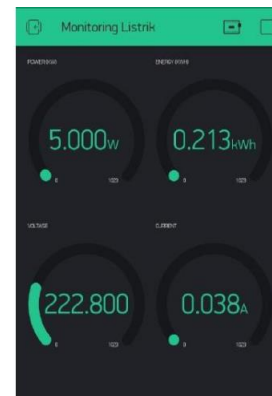 Monitoring Listrik
POWER (WA) ENERGY (KWH)
5.000W 0.213kWh
0 1023 0 1023
VOLTAGE CURRENT
222.800 0.038A
0 1023 0 1023